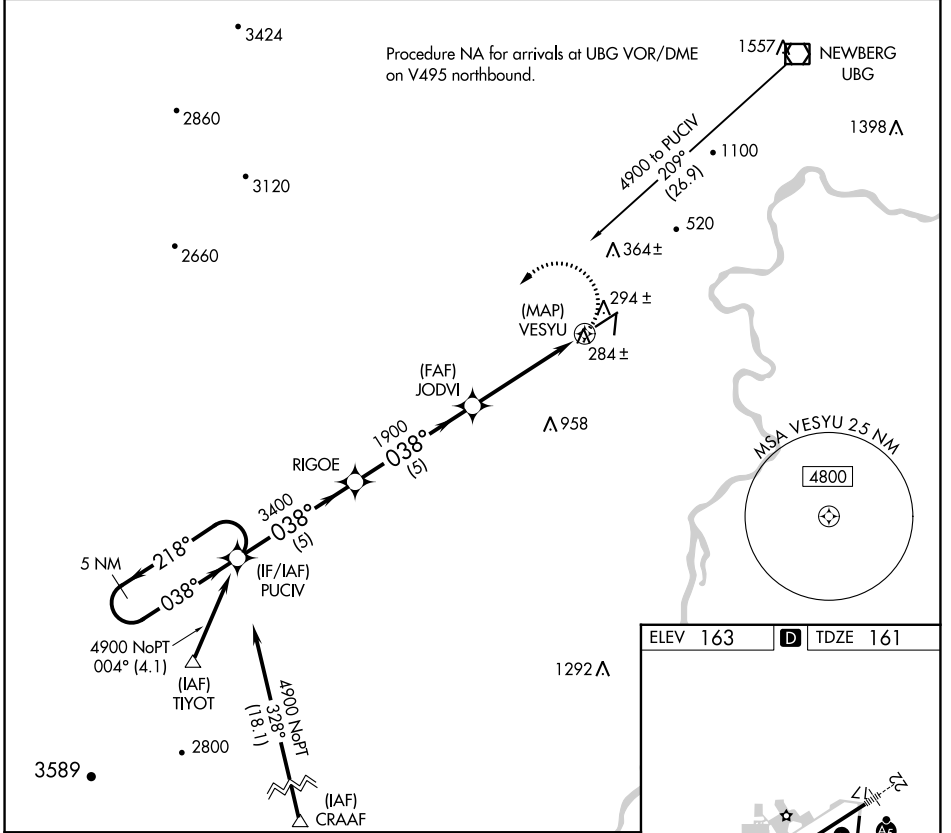 3424
Procedure NA for arrivals at UBG VOR/DME
on V495 northbound.
1557
NEWBERG
UBG
2860
1398
4900 to PUCIV
209°
(26.9)
1100
3120
520
2660
364±
(MAP)
VESYU
294 ±
284 ±
(FAF)
JODVI
958
1900
038°
(5)
MSA VESYU 25 NM
4800
RIGOE
3400
038°
(5)
5 NM
218°
038°
(IF/IAF)
PUCIV
4900 NoPT
004° (4.1)
(IAF)
TIYOT
4900 NoPT
328°
(18.1)
1292
ELEV 163
D
TDZE 161
2800
3589
(IAF)
CRAAF
17
22
A5